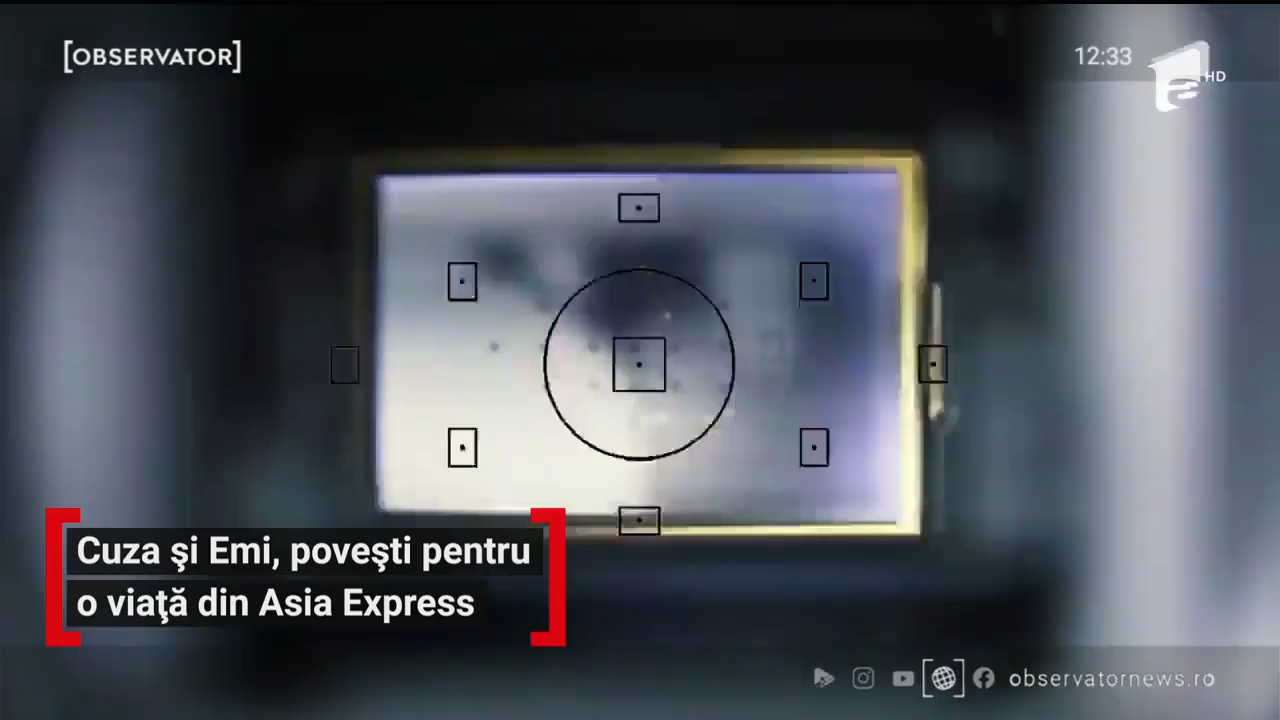 [OBSERVATOR]
12:33
HD
Cuza şi Emi, poveşti pentru
o viaţă din Asia Express
observatornews.ro